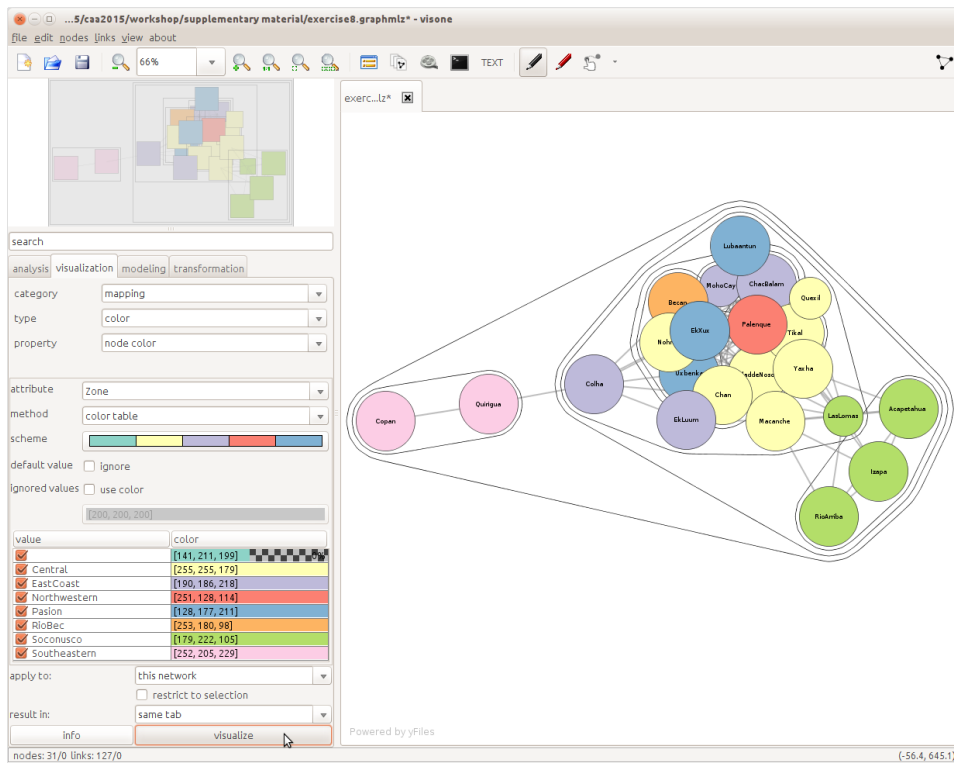 ...5/caa2015/workshop/supplementary material/exercise8.graphmlz* - visone
file edit nodes links view about
66%
TEXT
exerc...lz*
search
analysis visualization modeling transformation
category mapping
type color
property node color
attribute Zone
method color table
scheme
default value ignore
ignored values use color
[200, 200, 200]
value color
[141, 211, 199]
Central [255, 255, 179]
EastCoast [190, 186, 218]
Northwestern [251, 128, 114]
Pasion [128, 177, 211]
RioBec [253, 180, 98]
Soconusco [179, 222, 105]
Southeastern [252, 205, 229]
apply to: this network
restrict to selection
result in: same tab
info visualize
nodes: 31/0 links: 127/0
Lubaantun
MohoCay
ChacBalam
Becan
Quexil
Palenque
EkXux
Tikal
Nohm
Uxbenka
Yaxha
Colha
Chan
Quirigua
Copan
EkLuum
Macanche
LasLomas
Acapetahua
Izapa
RioArriba
Powered by yFiles
(-56.4, 645.1)